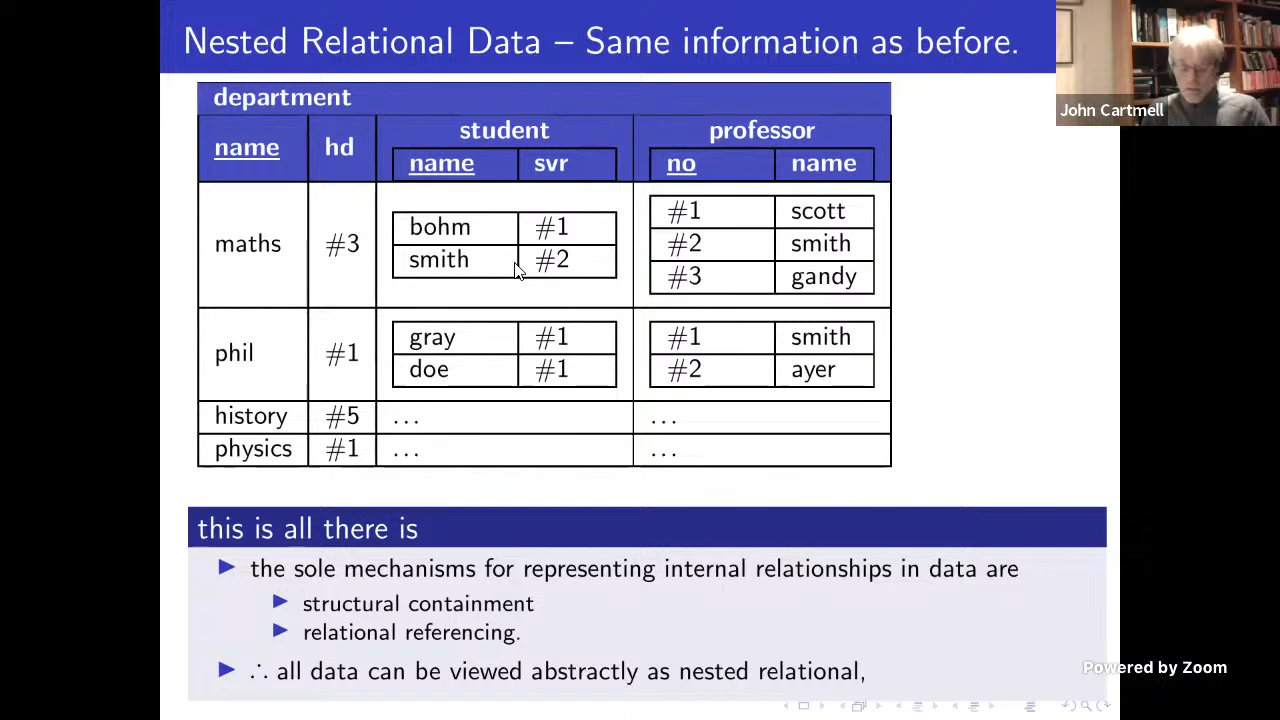 Nested Relational Data – Same information as before.
John Cartmell
department
name hd student professor
name svr no name
maths #3 bohm #1 #1 scott
smith #2 #2 smith
#3 gandy
phil #1 gray #1 #1 smith
doe #1 #2 ayer
history #5 ... ...
physics #1 ... ...
this is all there is
the sole mechanisms for representing internal relationships in data are
structural containment
relational referencing.
∴ all data can be viewed abstractly as nested relational,
Powered by Zoom